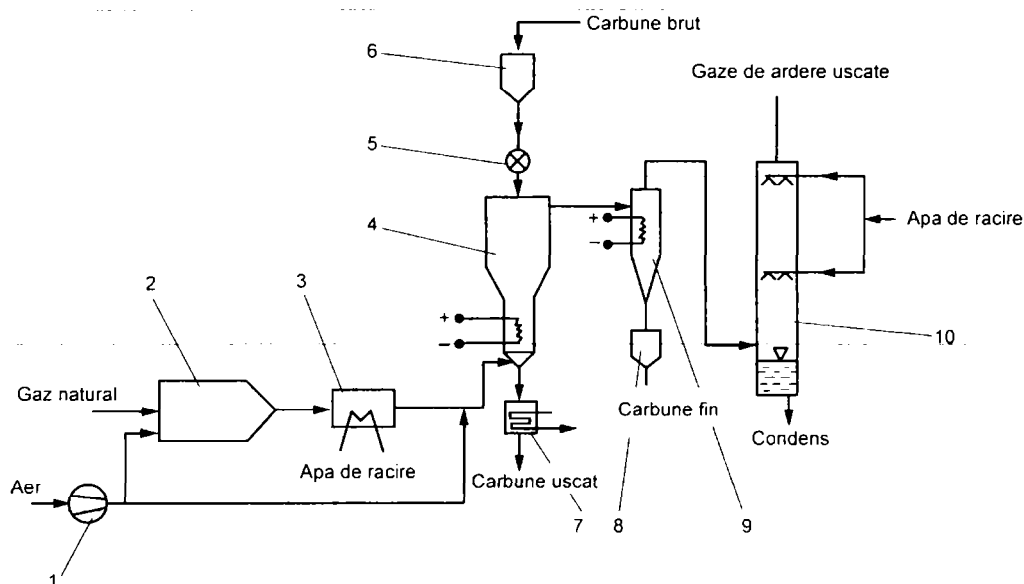 Carbune brut
6
Gaze de ardere uscate
5
4
+
−
Apa de racire
2
3
+
−
10
Gaz natural
Carbune fin
Condens
Apa de racire
Carbune uscat
Aer
7
8
9
1